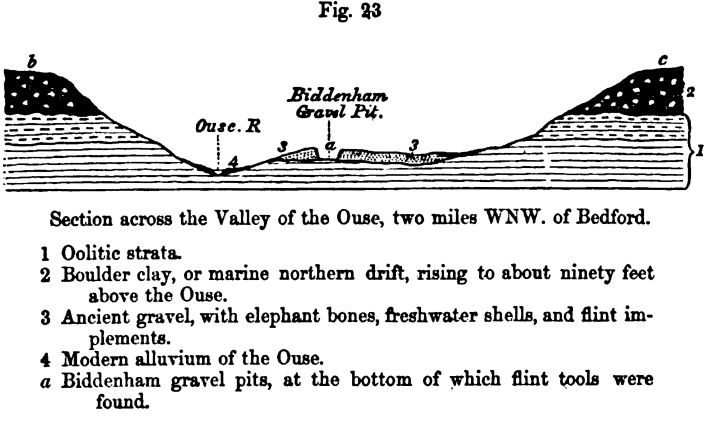 Fig. 23
b
c
2
Biddenham
Gravel Pit.
Ouse. R
3
a
3
4
1
Section across the Valley of the Ouse, two miles WNW. of Bedford.
1 Oolitic strata.
2 Boulder clay, or marine northern drift, rising to about ninety feet
above the Ouse.
3 Ancient gravel, with elephant bones, freshwater shells, and flint im-
plements.
4 Modern alluvium of the Ouse.
a Biddenham gravel pits, at the bottom of which flint tools were
found.